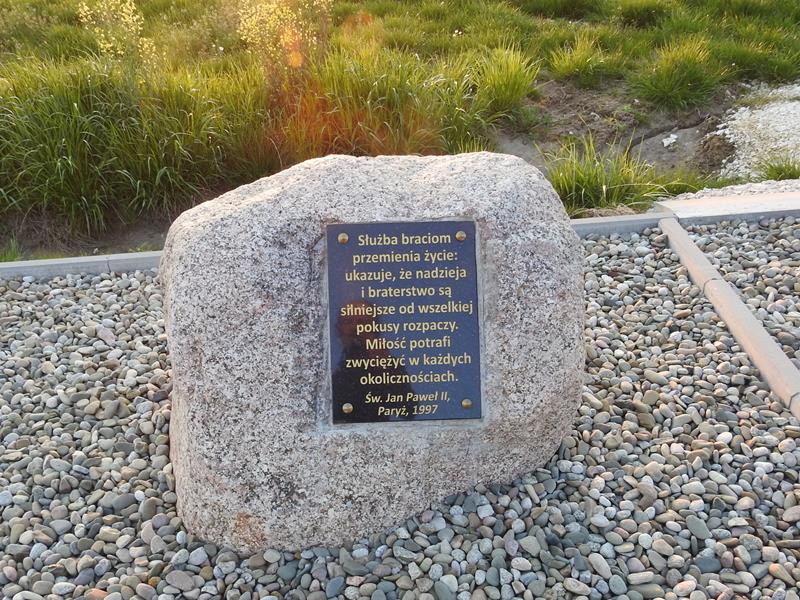 Służba braciom
przemienia życie:
ukazuje, że nadzieja
i braterstwo są
silniejsze od wszelkiej
pokusy rozpaczy.
Miłość potrafi
zwyciężyć w każdych
okolicznościach.
Św. Jan Paweł II,
Paryż, 1997